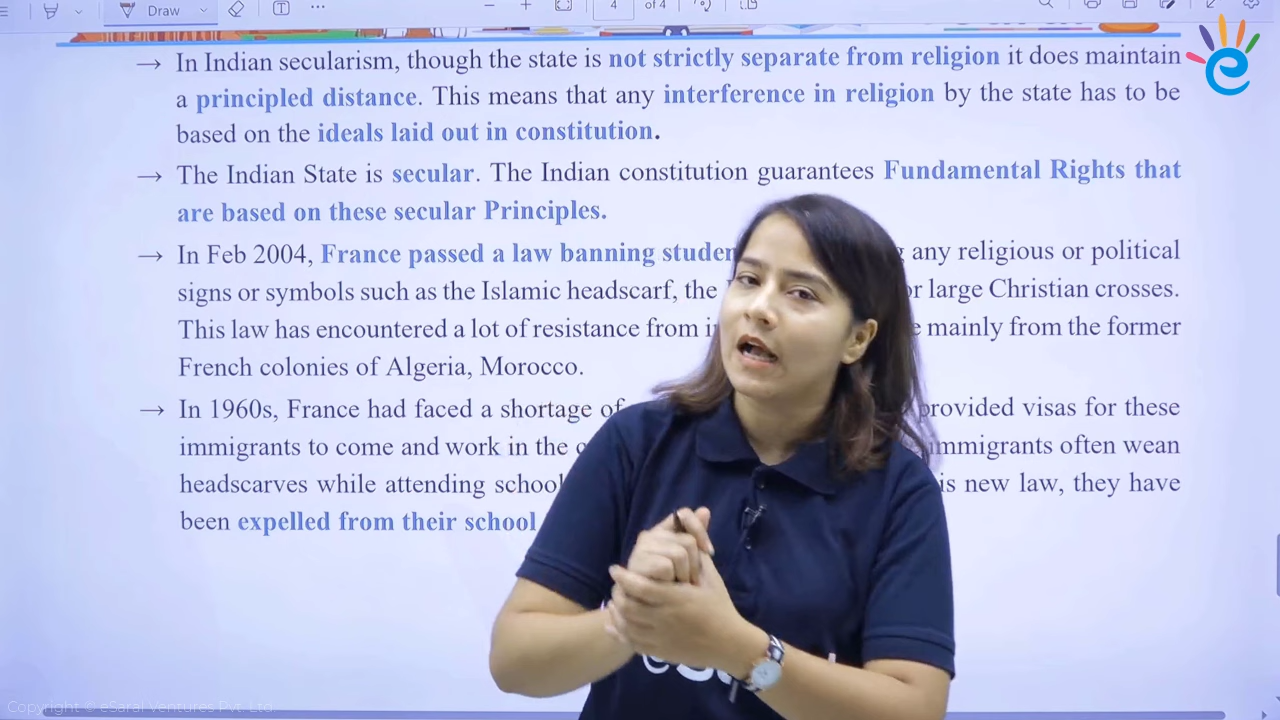 Draw
4 of 4
→ In Indian secularism, though the state is not strictly separate from religion it does maintain
a principled distance. This means that any interference in religion by the state has to be
based on the ideals laid out in constitution.
→ The Indian State is secular. The Indian constitution guarantees Fundamental Rights that
are based on these secular Principles.
→ In Feb 2004, France passed a law banning any religious or political
signs or symbols such as the Islamic headscarf, the or large Christian crosses.
This law has encountered a lot of resistance from mainly from the former
French colonies of Algeria, Morocco.
→ In 1960s, France had faced a shortage of provided visas for these
immigrants to come and work in the immigrants often wean
headscarves while attending school new law, they have
been expelled from their school
Copyright © eSaral Ventures Pvt. Ltd.